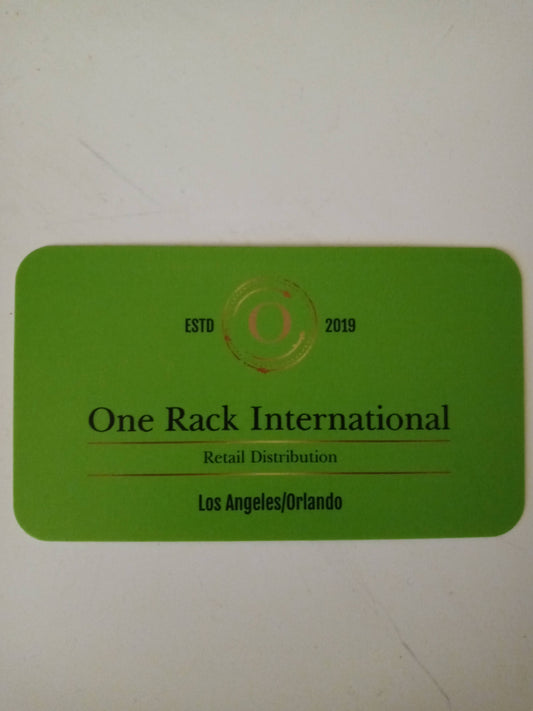 ESTD O 2019
One Rack International
Retail Distribution
Los Angeles/Orlando